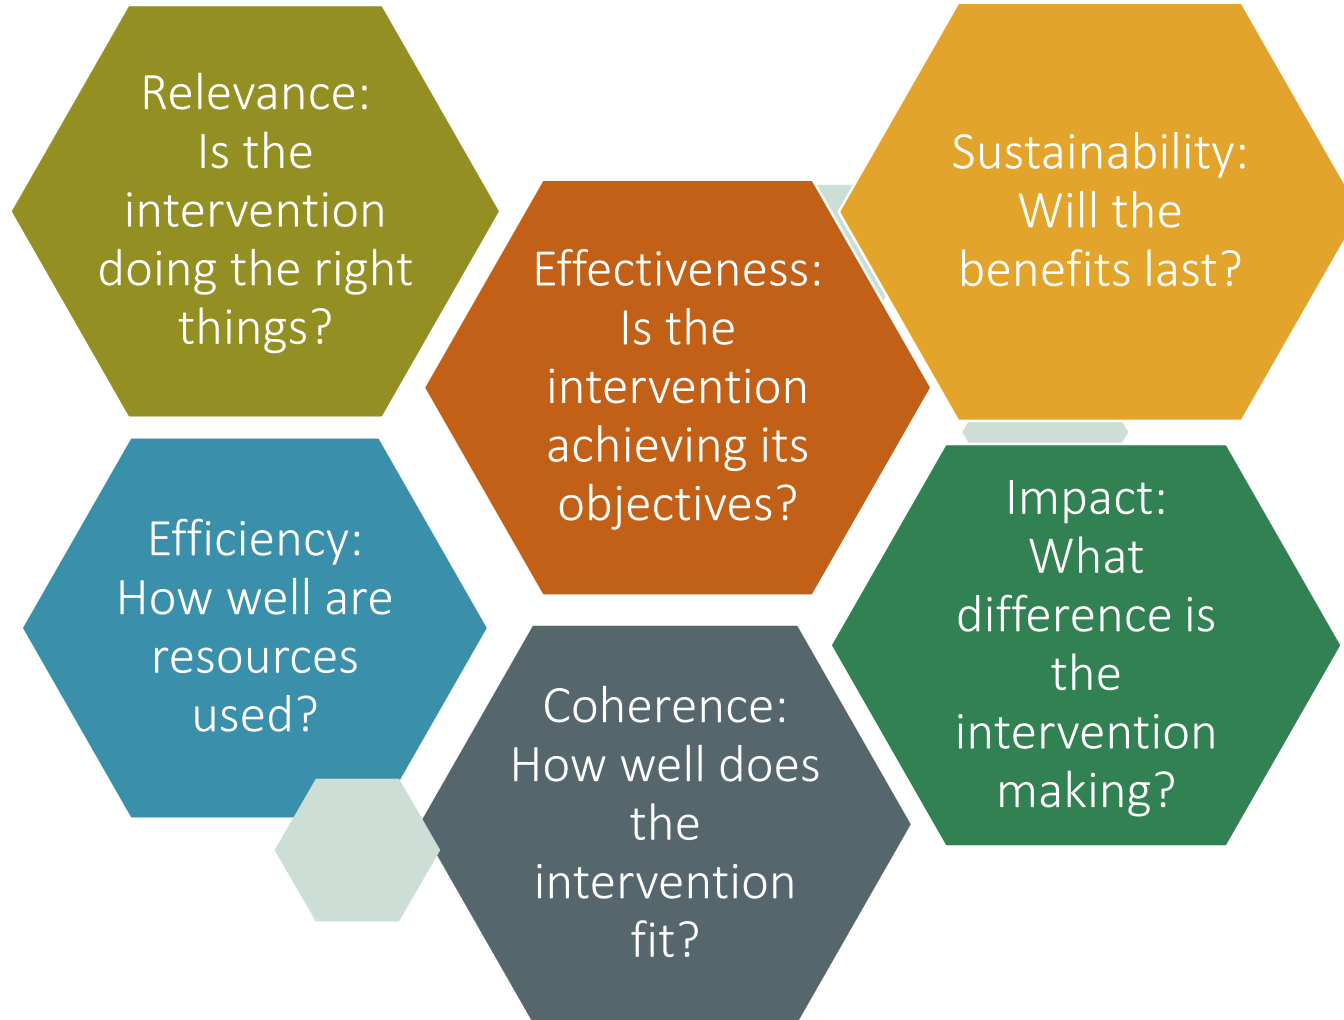 Relevance:
Is the
intervention
doing the right
things?
Effectiveness:
Is the
intervention
achieving its
objectives?
Sustainability:
Will the
benefits last?
Efficiency:
How well are
resources
used?
Coherence:
How well does
the
intervention
fit?
Impact:
What
difference is
the
intervention
making?